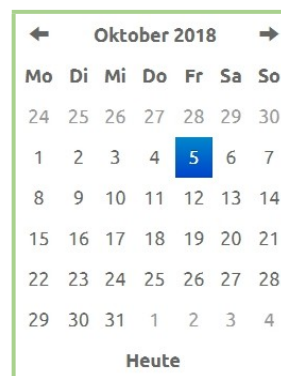 Oktober 2018
Mo Di Mi Do Fr Sa So
24 25 26 27 28 29 30
1 2 3 4 5 6 7
8 9 10 11 12 13 14
15 16 17 18 19 20 21
22 23 24 25 26 27 28
29 30 31 1 2 3 4
Heute